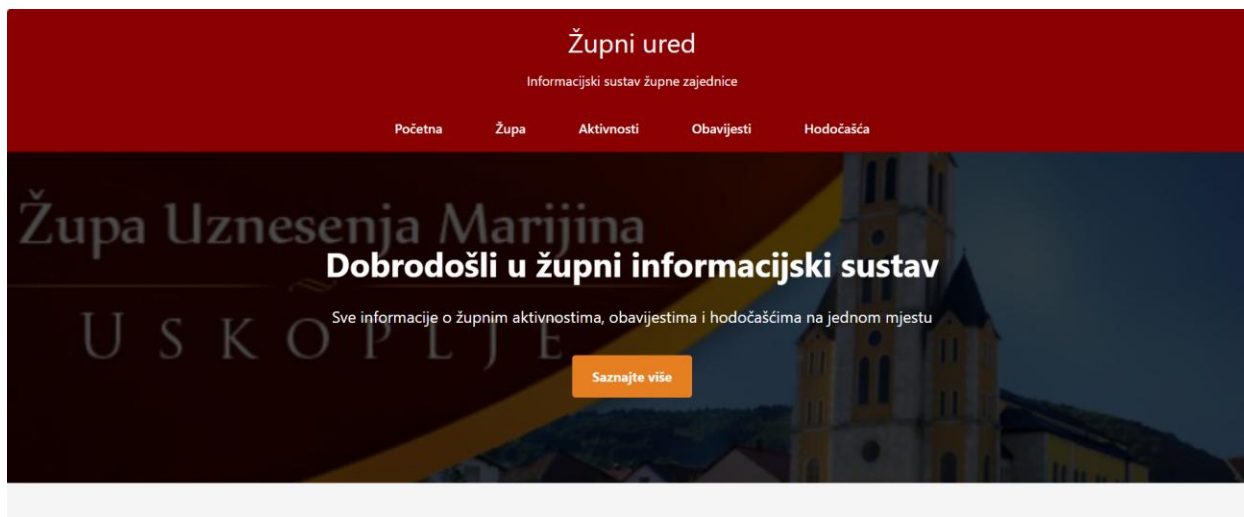 Župni ured
Informacijski sustav župne zajednice
Početna Župa Aktivnosti Obavijesti Hodočašća
Župa Uznesenja Marijina
Dobrodošli u župni informacijski sustav
Sve informacije o župnim aktivnostima, obavijestima i hodočašćima na jednom mjestu
USKOPLJE
Saznajte više